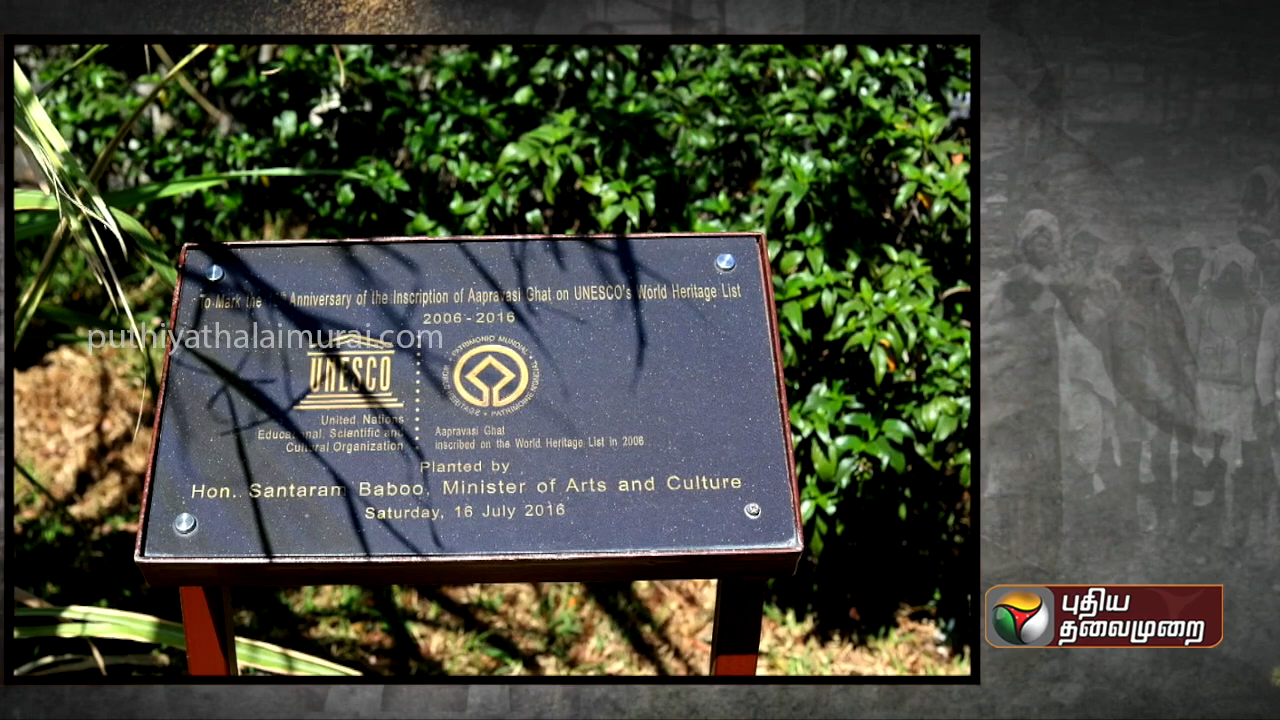 To Mark the Anniversary of the Inscription of Aapravasi Ghat on UNESCO's World Heritage List
2006 - 2016
puthiyathalaimurai.com
UNESCO
United Nations
Educational, Scientific and
Cultural Organization
PATRIMONIO MUNDIAL • WORLD HERITAGE • PATRIMOINE MONDIAL
Aapravasi Ghat
inscribed on the World Heritage List in 2006
Planted by
Hon. Santaram Baboo, Minister of Arts and Culture
Saturday, 16 July 2016
புதிய
தலைமுறை